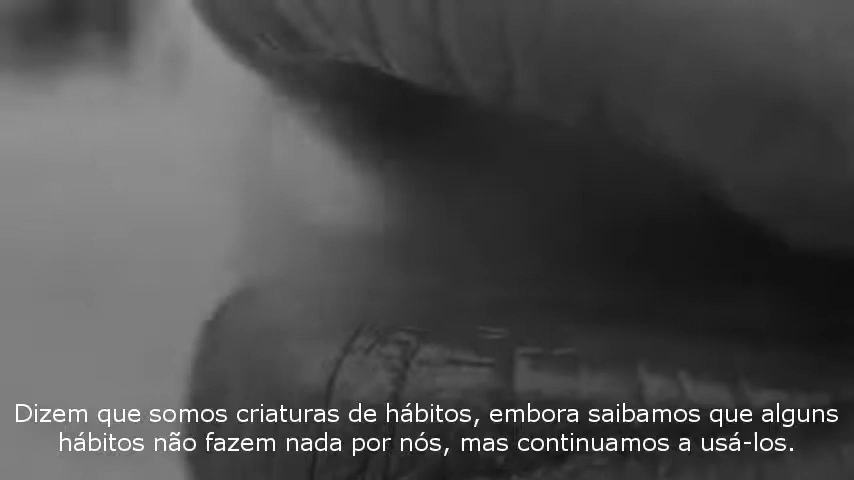 Dizem que somos criaturas de hábitos, embora saibamos que alguns
hábitos não fazem nada por nós, mas continuamos a usá-los.